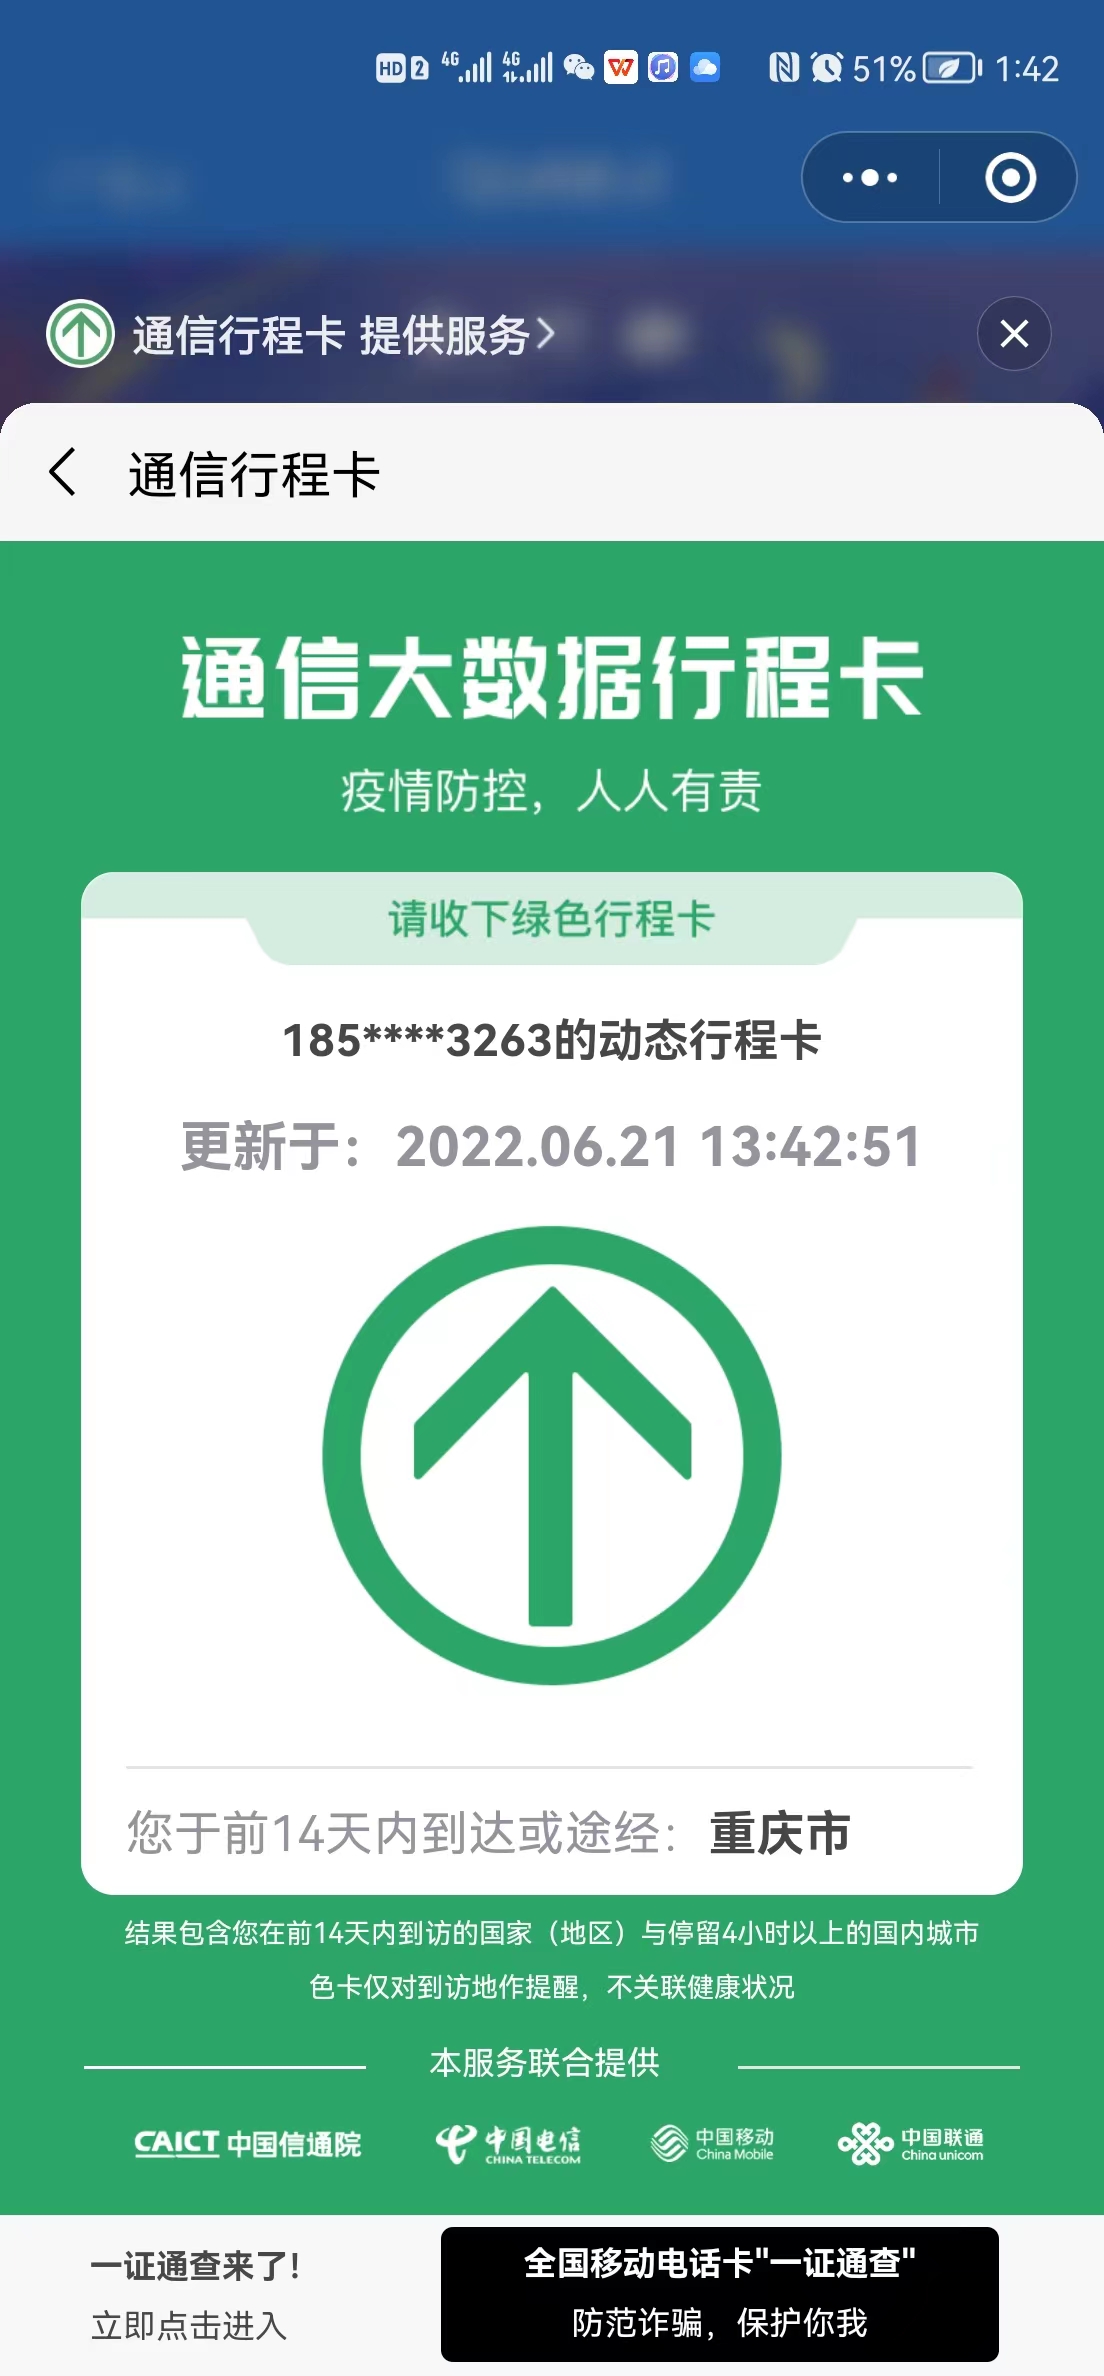 HD 2 4G 4G 51% 1:42
通信行程卡 提供服务
通信行程卡
通信大数据行程卡
疫情防控，人人有责
请收下绿色行程卡
185****3263的动态行程卡
更新于：2022.06.21 13:42:51
您于前14天内到达或途经：重庆市
结果包含您在前14天内到访的国家（地区）与停留4小时以上的国内城市
色卡仅对到访地作提醒，不关联健康状况
本服务联合提供
CAICT 中国信通院
中国电信
CHINA TELECOM
中国移动
China Mobile
中国联通
China unicom
一证通查来了!
立即点击进入
全国移动电话卡"一证通查"
防范诈骗，保护你我